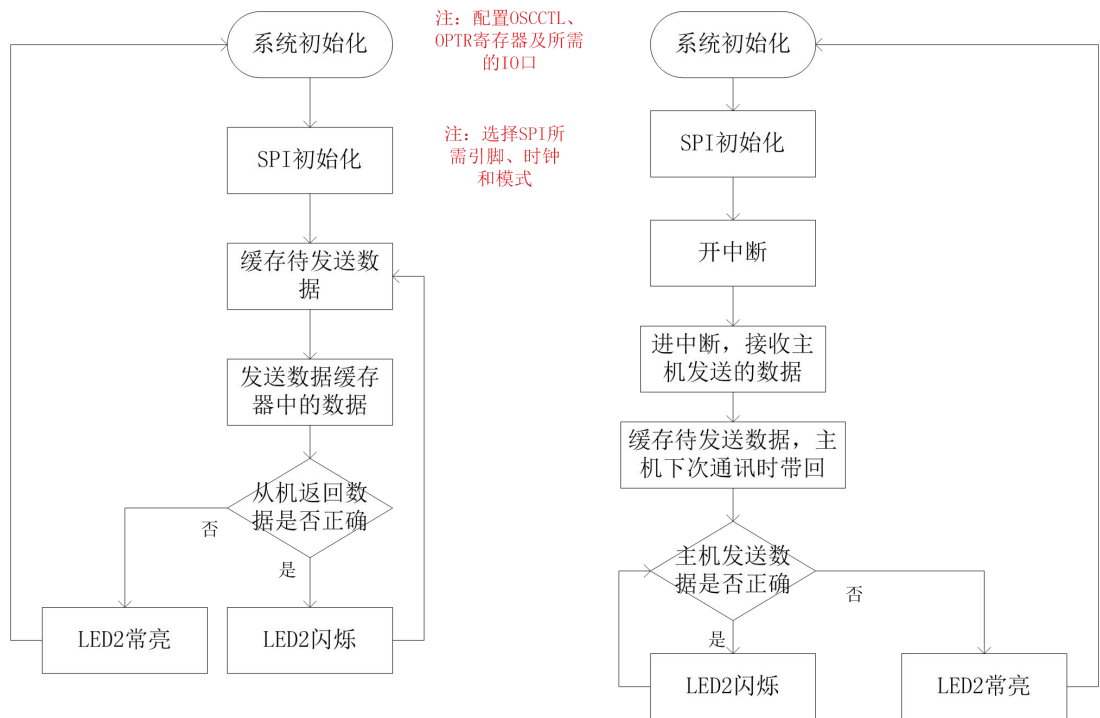 系统初始化
注：配置OSCCTL、
OPTR寄存器及所需
的IO口
SPI初始化
注：选择SPI所
需引脚、时钟
和模式
缓存待发送数
据
发送数据缓存
器中的数据
从机返回数
据是否正确
否
是
LED2常亮
LED2闪烁
系统初始化
SPI初始化
开中断
进中断，接收主
机发送的数据
缓存待发送数据，主
机下次通讯时带回
主机发送数
据是否正确
否
是
LED2闪烁
LED2常亮